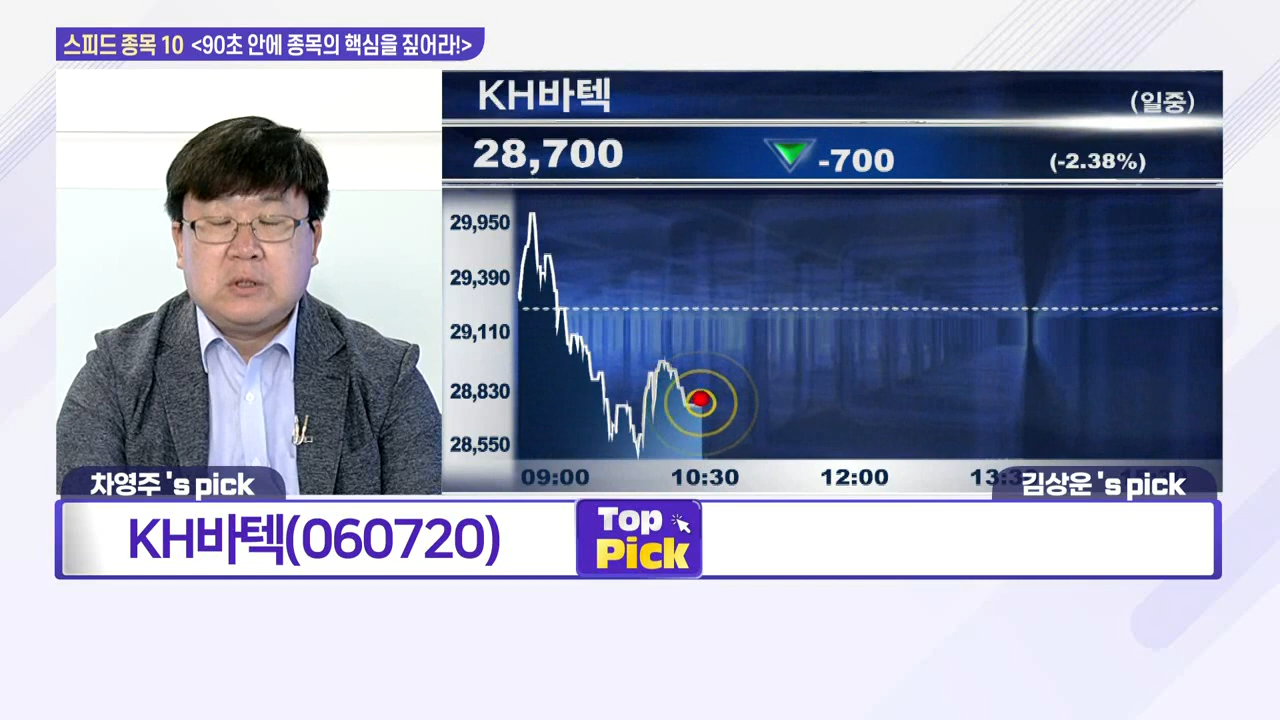 스피드 종목 10 <90초 안에 종목의 핵심을 짚어라!>
KH바텍
(일중)
28,700
-700
(-2.38%)
29,950
29,390
29,110
28,830
28,550
09:00
10:30
12:00
차영주 's pick
김상운 's pick
KH바텍(060720)
Top
Pick